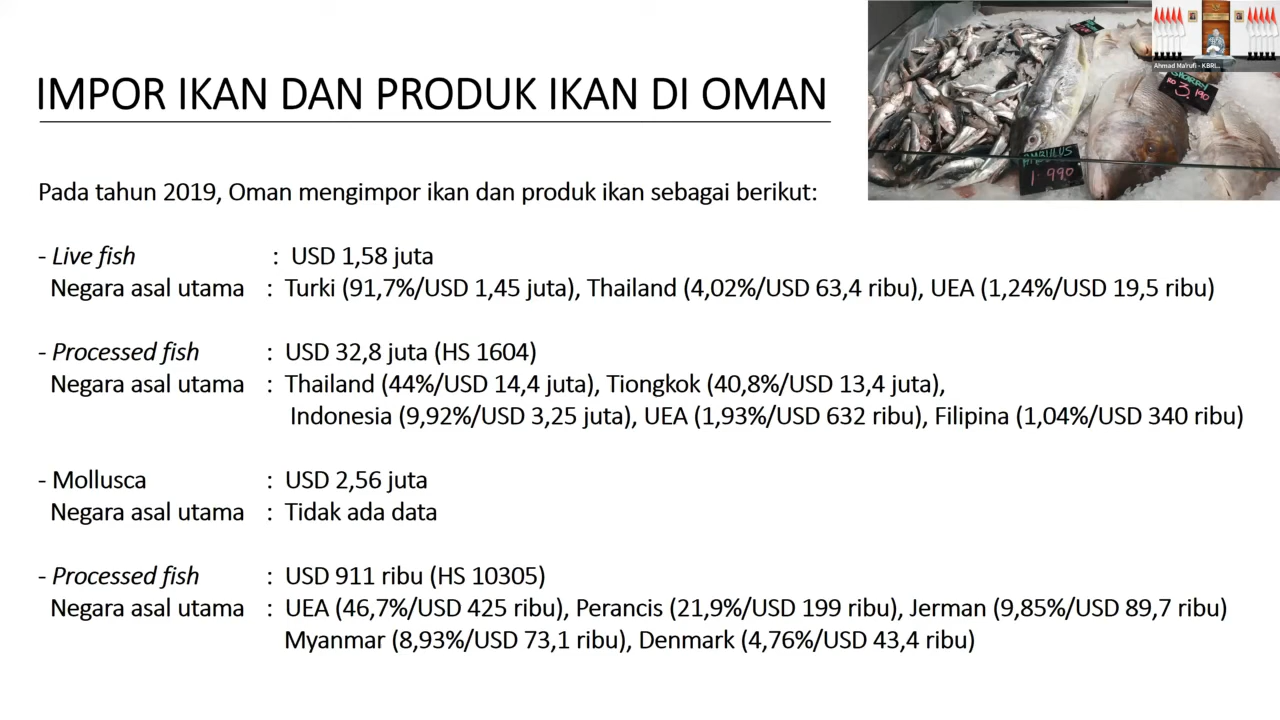 IMPOR IKAN DAN PRODUK IKAN DI OMAN
Ahmad Ma'rufi - KBRI...
3.190
1.990
Pada tahun 2019, Oman mengimpor ikan dan produk ikan sebagai berikut:
- Live fish : USD 1,58 juta
Negara asal utama : Turki (91,7%/USD 1,45 juta), Thailand (4,02%/USD 63,4 ribu), UEA (1,24%/USD 19,5 ribu)
- Processed fish : USD 32,8 juta (HS 1604)
Negara asal utama : Thailand (44%/USD 14,4 juta), Tiongkok (40,8%/USD 13,4 juta),
Indonesia (9,92%/USD 3,25 juta), UEA (1,93%/USD 632 ribu), Filipina (1,04%/USD 340 ribu)
- Mollusca : USD 2,56 juta
Negara asal utama : Tidak ada data
- Processed fish : USD 911 ribu (HS 10305)
Negara asal utama : UEA (46,7%/USD 425 ribu), Perancis (21,9%/USD 199 ribu), Jerman (9,85%/USD 89,7 ribu)
Myanmar (8,93%/USD 73,1 ribu), Denmark (4,76%/USD 43,4 ribu)